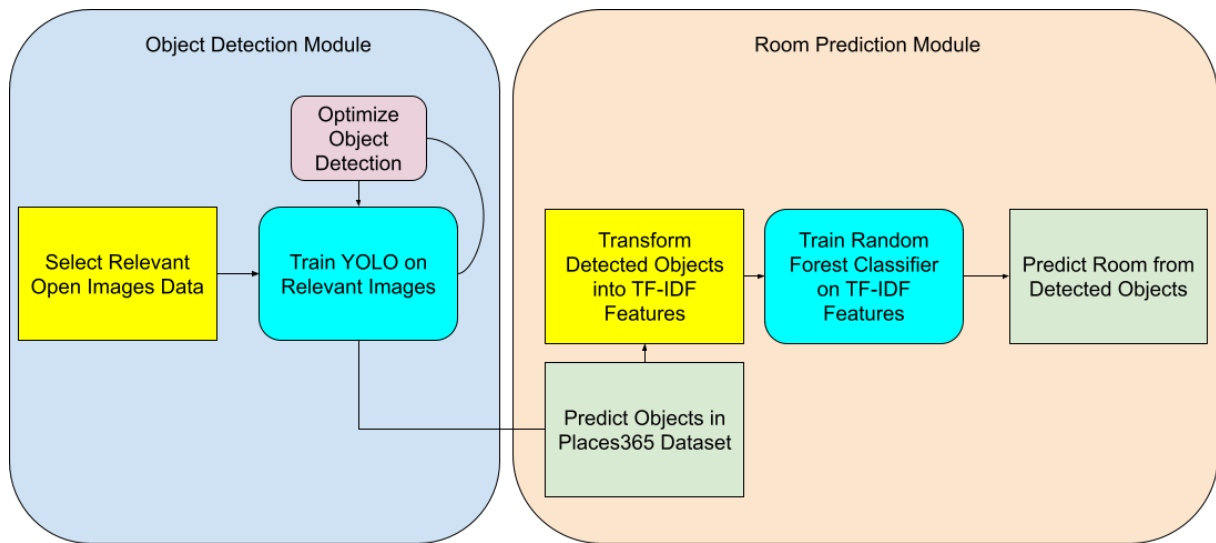 Object Detection Module
Optimize
Object
Detection
Select Relevant
Open Images Data
Train YOLO on
Relevant Images
Room Prediction Module
Transform
Detected Objects
into TF-IDF
Features
Train Random
Forest Classifier
on TF-IDF
Features
Predict Room from
Detected Objects
Predict Objects in
Places365 Dataset